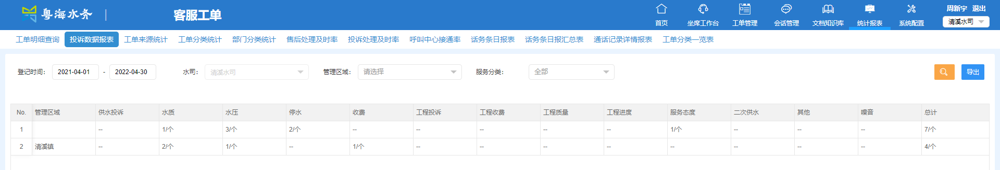 粤海水务 | 客服工单 首页 坐席工作台 工单管理 会话管理 文档知识库 统计报表 系统配置 周新宇 退出 清溪水司
工单明细查询 投诉数据报表 工单来源统计 工单分类统计 部门分类统计 售后处理及时率 投诉处理及时率 呼叫中心接通率 话务条日报表 话务条日报汇总表 通话记录详情报表 工单分类一览表
登记时间: 2021-04-01 - 2022-04-30 水司: 清溪水司 管理区域: 请选择 服务分类: 全部 导出
No. 管理区域 供水投诉 水质 水压 停水 收费 工程投诉 工程收费 工程质量 工程进度 服务态度 二次供水 其他 噪音 总计
1 -- 1/个 3/个 2/个 -- -- -- -- -- 1/个 -- -- -- 7/个
2 清溪镇 -- 2/个 1/个 -- 1/个 -- -- -- -- -- -- -- -- 4/个